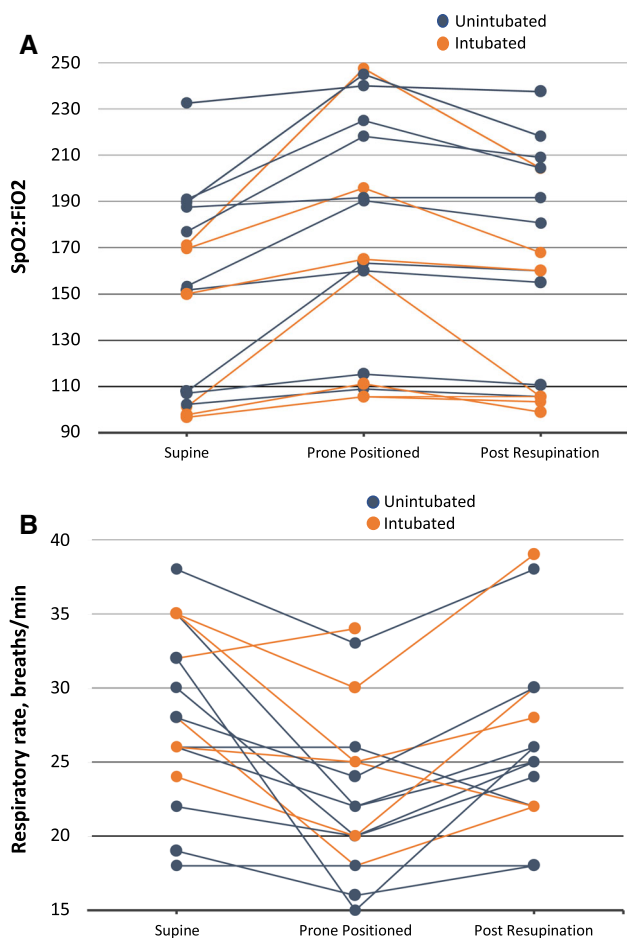 A
Unintubated
Intubated
SpO2:FiO2
250
230
210
190
170
150
130
110
90
Supine
Prone Positioned
Post Resupination
B
Unintubated
Intubated
Respiratory rate, breaths/min
40
35
30
25
20
15
Supine
Prone Positioned
Post Resupination